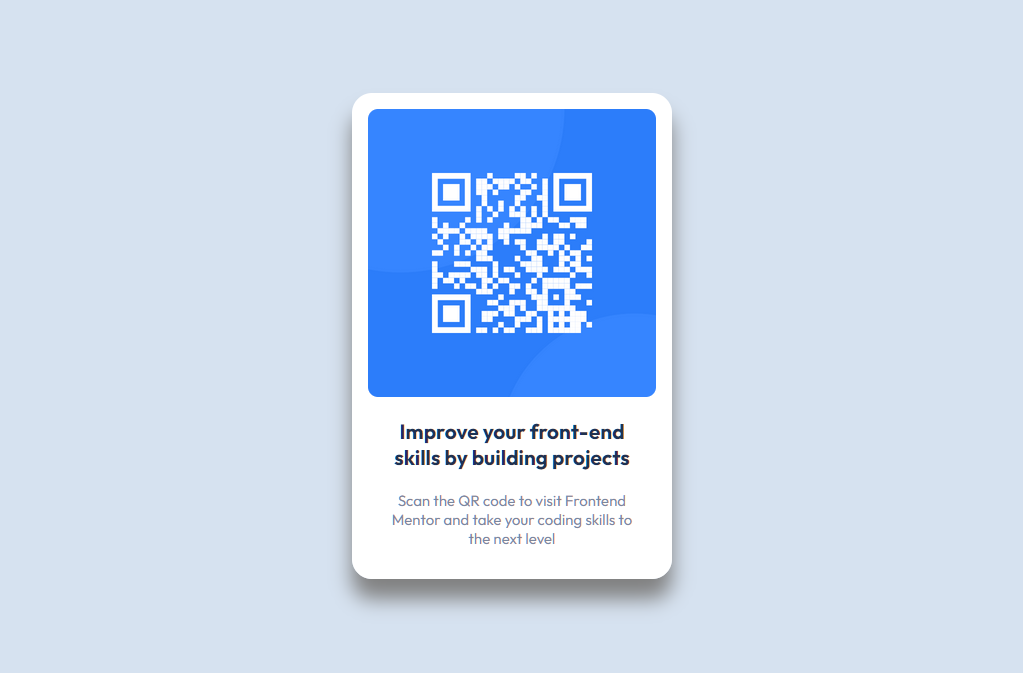 Improve your front-end
skills by building projects
Scan the QR code to visit Frontend
Mentor and take your coding skills to
the next level